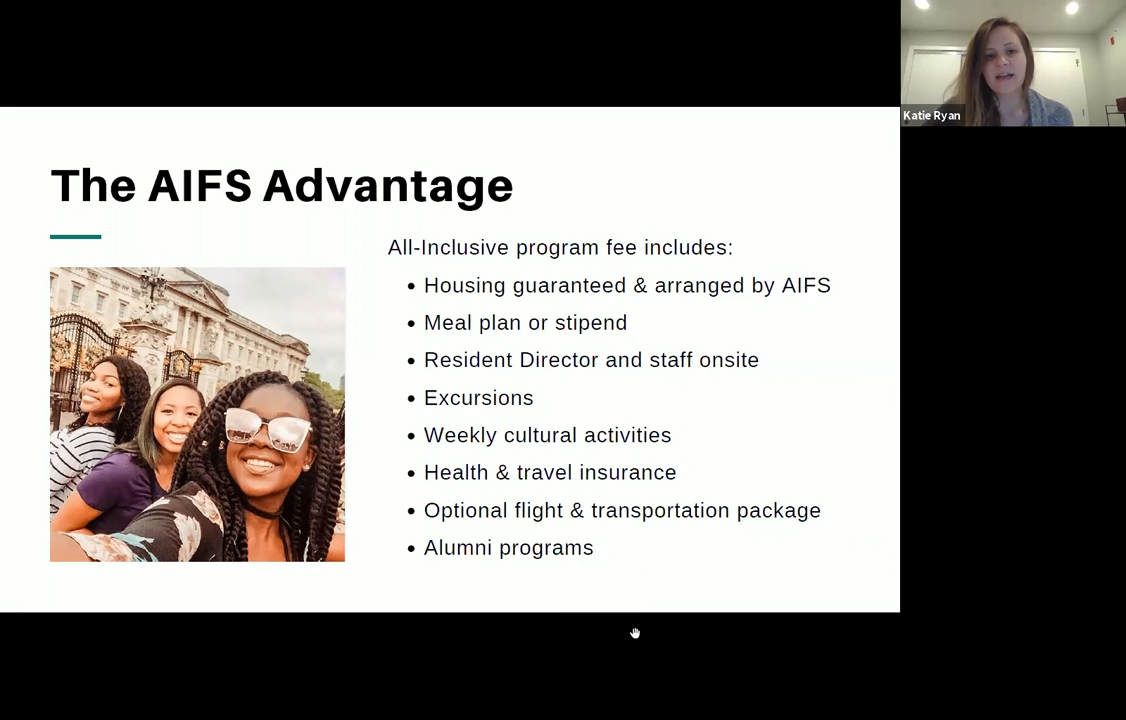 Katie Ryan
The AIFS Advantage
All-Inclusive program fee includes:
• Housing guaranteed & arranged by AIFS
• Meal plan or stipend
• Resident Director and staff onsite
• Excursions
• Weekly cultural activities
• Health & travel insurance
• Optional flight & transportation package
• Alumni programs